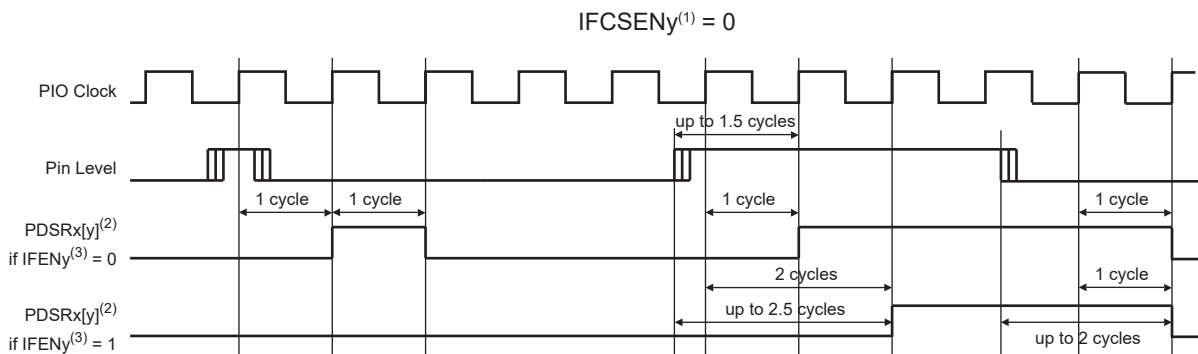 IFCSENy(1) = 0
PIO Clock
up to 1.5 cycles
Pin Level
1 cycle 1 cycle 1 cycle 1 cycle
PDSRx[y](2)
if IFENy(3) = 0
2 cycles 1 cycle
PDSRx[y](2)
up to 2.5 cycles
if IFENy(3) = 1
up to 2 cycles